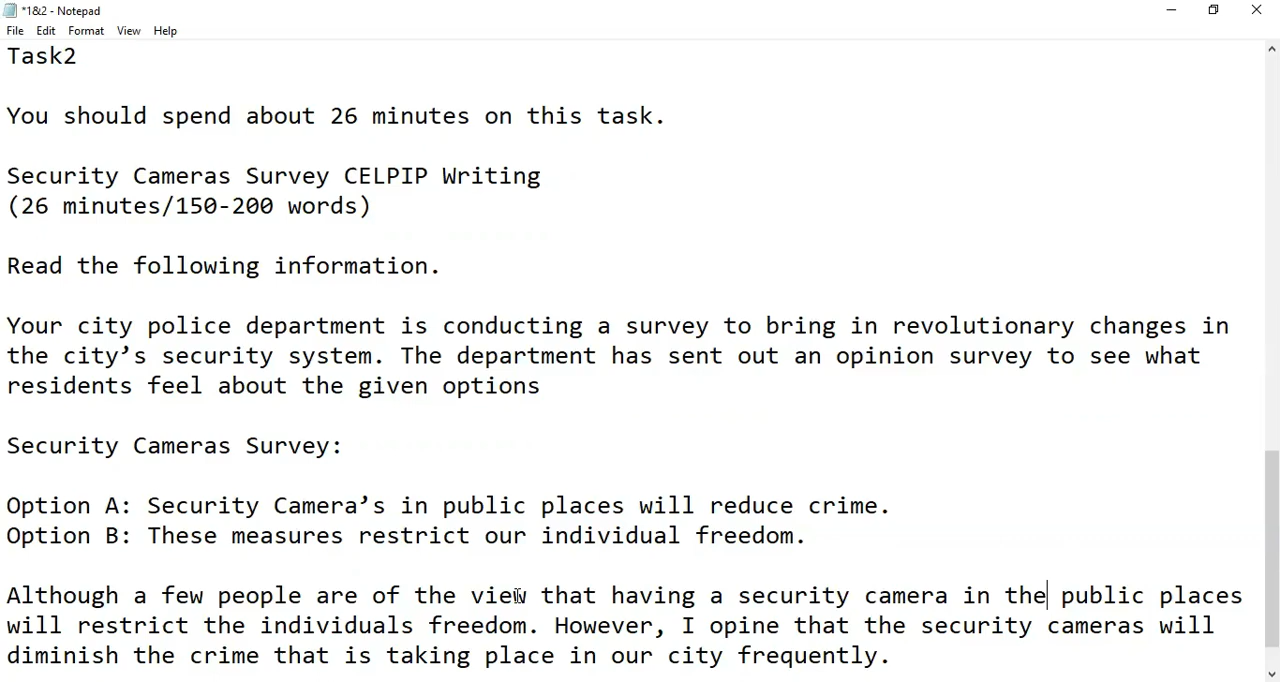 *1&2 - Notepad
File Edit Format View Help
Task2
You should spend about 26 minutes on this task.
Security Cameras Survey CELPIP Writing
(26 minutes/150-200 words)
Read the following information.
Your city police department is conducting a survey to bring in revolutionary changes in
the city’s security system. The department has sent out an opinion survey to see what
residents feel about the given options
Security Cameras Survey:
Option A: Security Camera’s in public places will reduce crime.
Option B: These measures restrict our individual freedom.
Although a few people are of the view that having a security camera in the public places
will restrict the individuals freedom. However, I opine that the security cameras will
diminish the crime that is taking place in our city frequently.